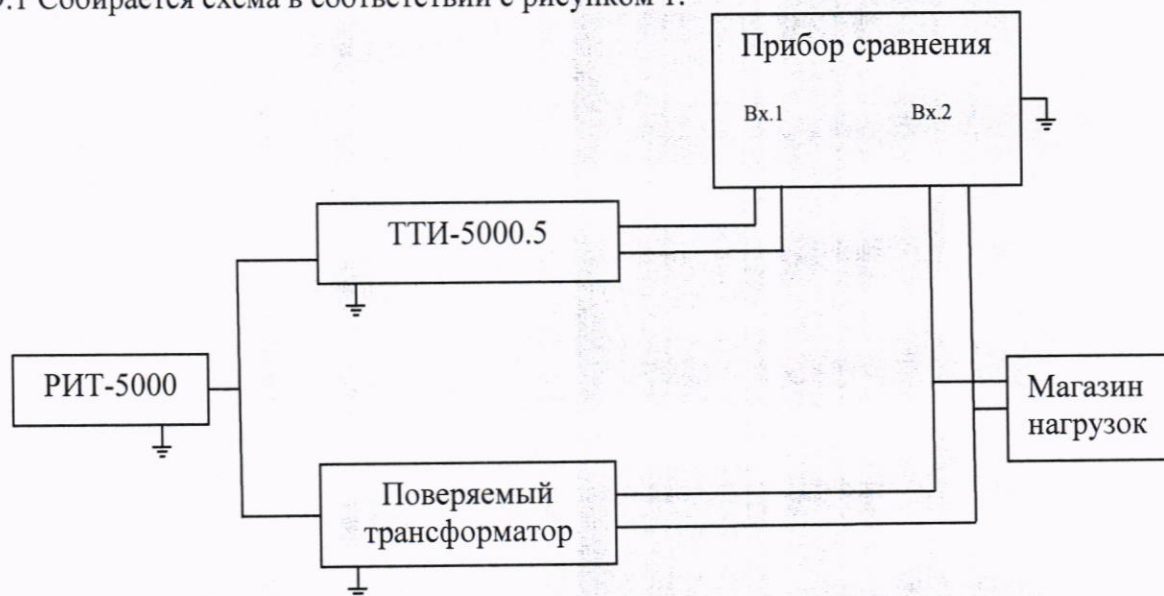 .1 Собирается схема в соответствии с рисунком 1.
Прибор сравнения
Вх.1 Вх.2
ТТИ-5000.5
РИТ-5000
Магазин
нагрузок
Поверяемый
трансформатор